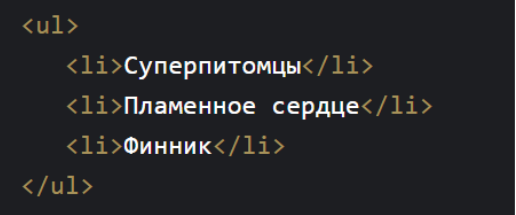 <ul>
<li>Суперпитомцы</li>
<li>Пламенное сердце</li>
<li>Финник</li>
</ul>